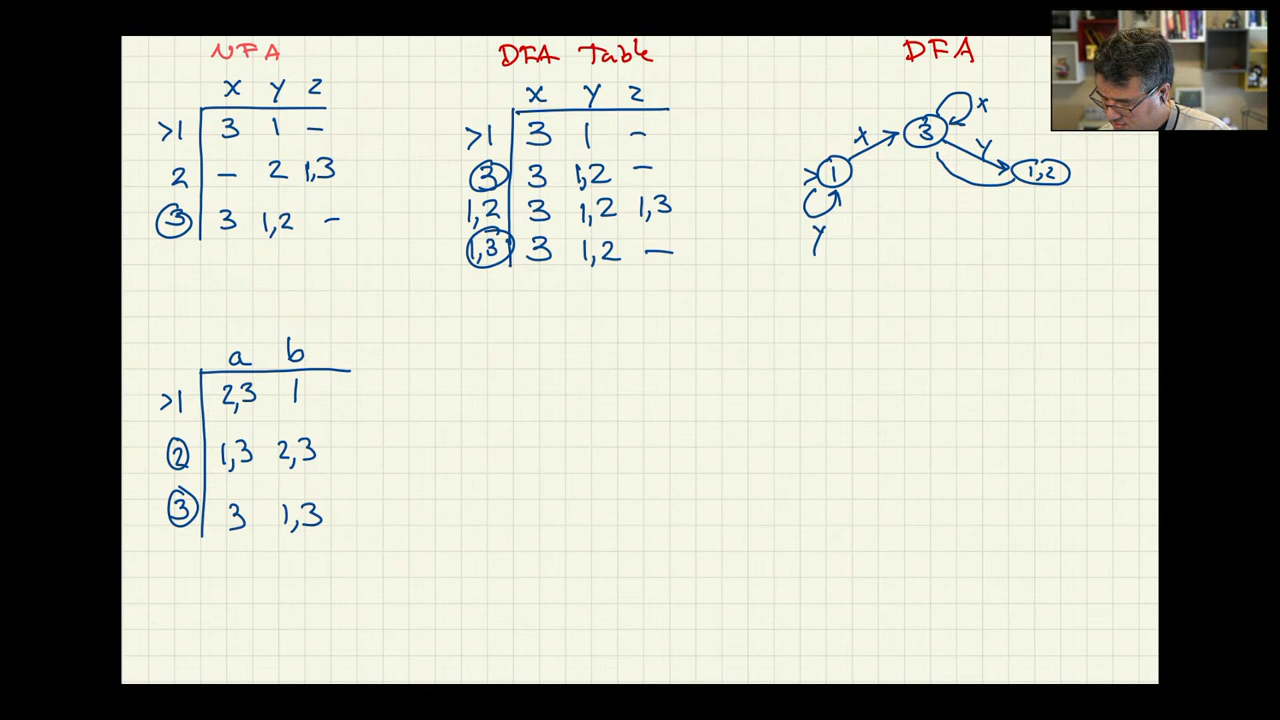 NFA
x y z
>1 3 1 -
2 - 2 1,3
3 3 1,2 -
DFA Table
x y z
>1 3 1 -
3 3 1,2 -
1,2 3 1,2 1,3
1,3 3 1,2 -
DFA
x
x 3 y
> 1 1,2
y
a b
>1 2,3 1
2 1,3 2,3
3 3 1,3